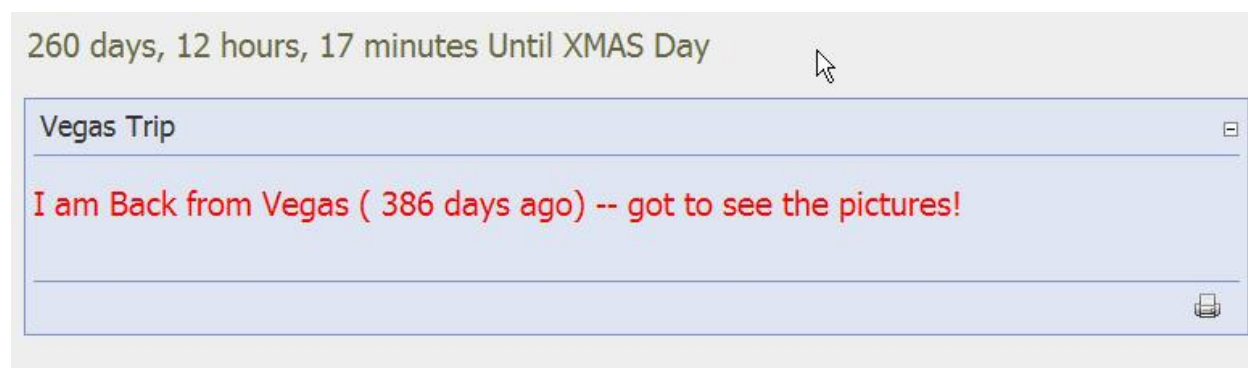 260 days, 12 hours, 17 minutes Until XMAS Day
Vegas Trip
I am Back from Vegas ( 386 days ago) -- got to see the pictures!